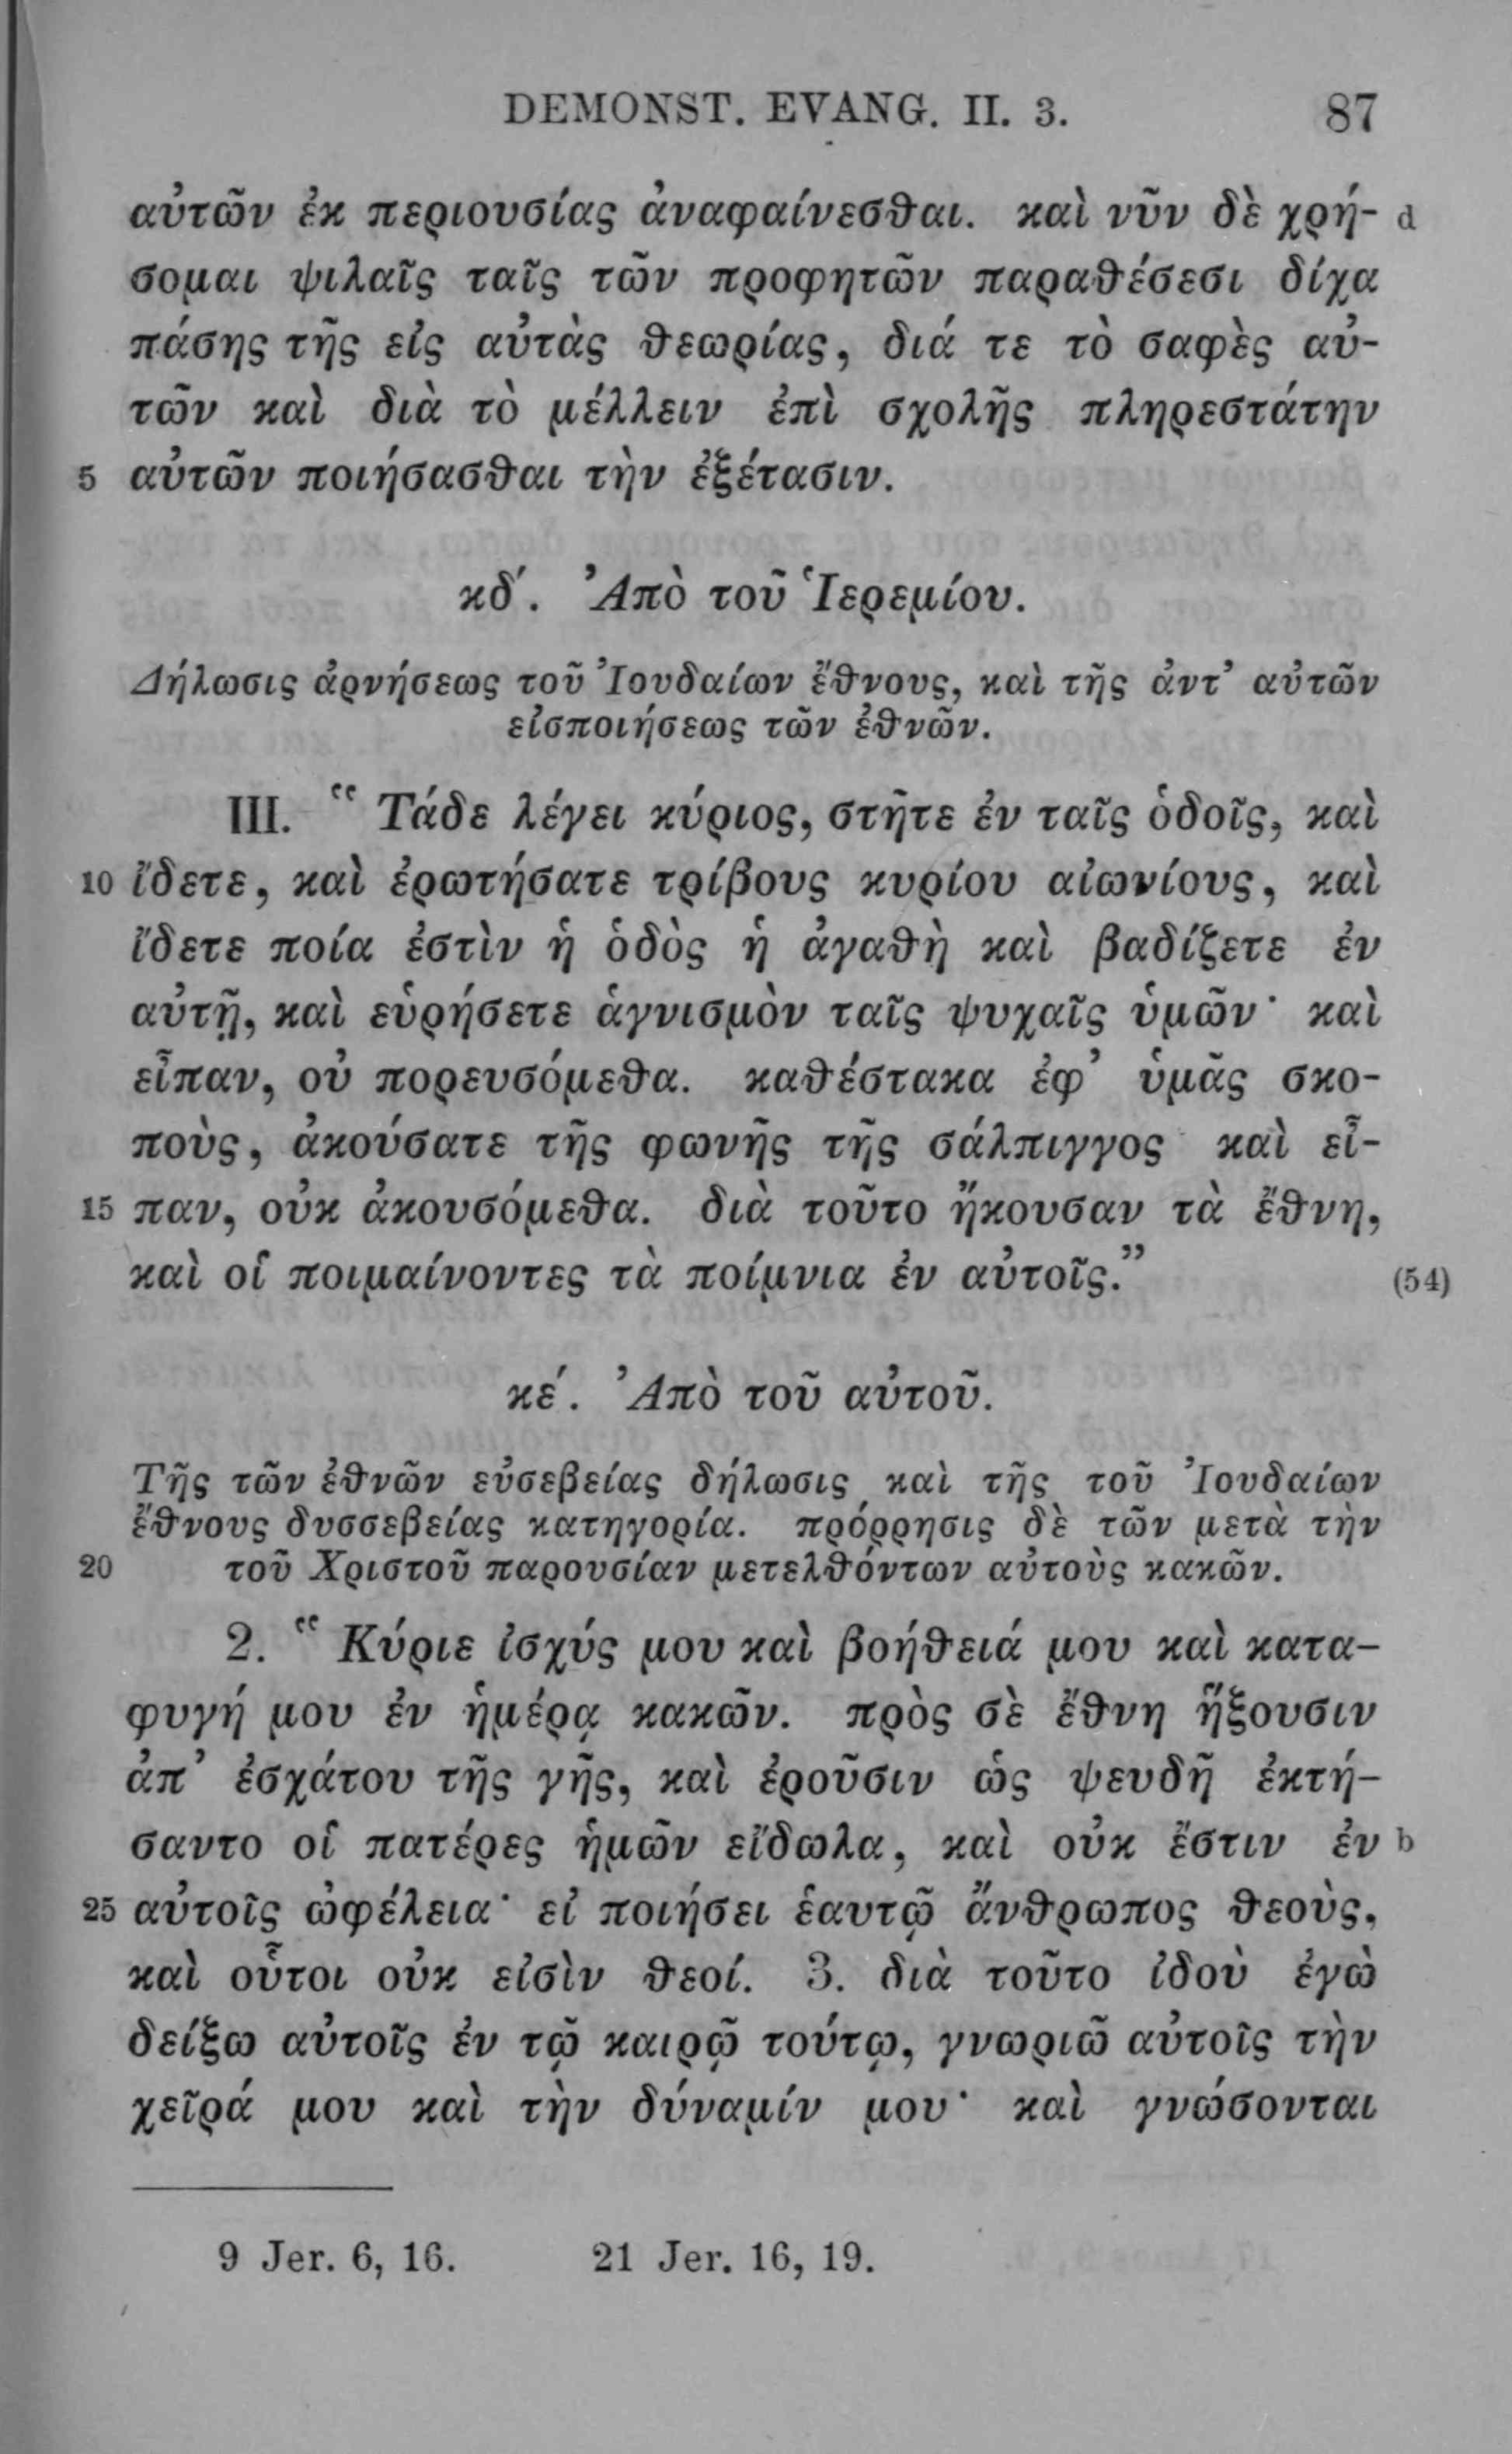 DEMONST. EVANG. II. 3. 87
αὐτῶν ἐκ περιουσίας ἀναφαίνεσθαι. καὶ νῦν δὲ χρή- d
σομαι ψιλαῖς ταῖς τῶν προφητῶν παραθέσεσι δίχα
πάσης τῆς εἰς αὐτὰς θεωρίας, διά τε τὸ σαφὲς αὐ-
τῶν καὶ διὰ τὸ μέλλειν ἐπὶ σχολῆς πληρεστάτην
5 αὐτῶν ποιήσασθαι τὴν ἐξέτασιν.
κδ΄. Ἀπὸ τοῦ Ἱερεμίου.
Δήλωσις ἀρνήσεως τοῦ Ἰουδαίων ἔθνους, καὶ τῆς ἀντ’ αὐτῶν
εἰσποιήσεως τῶν ἐθνῶν.
III. “Τάδε λέγει κύριος, στῆτε ἐν ταῖς ὁδοῖς, καὶ
10 ἴδετε, καὶ ἐρωτήσατε τρίβους κυρίου αἰωνίους, καὶ
ἴδετε ποία ἐστὶν ἡ ὁδὸς ἡ ἀγαθὴ καὶ βαδίζετε ἐν
αὐτῇ, καὶ εὑρήσετε ἁγνισμὸν ταῖς ψυχαῖς ὑμῶν· καὶ
εἶπαν, οὐ πορευσόμεθα. καθέστακα ἐφ’ ὑμᾶς σκο-
πούς, ἀκούσατε τῆς φωνῆς τῆς σάλπιγγος· καὶ εἶ-
15 παν, οὐκ ἀκουσόμεθα. διὰ τοῦτο ἤκουσαν τὰ ἔθνη,
καὶ οἱ ποιμαίνοντες τὰ ποίμνια ἐν αὐτοῖς.” (54)
κέ. Ἀπὸ τοῦ αὐτοῦ.
Τῆς τῶν ἐθνῶν εὐσεβείας δήλωσις, καὶ τῆς τοῦ Ἰουδαίων
ἔθνους δυσσεβείας κατηγορία. πρόρρησις δὲ τῶν μετὰ τὴν
20 τοῦ Χριστοῦ παρουσίαν μετελθόντων αὐτοὺς κακῶν.
2. “Κύριε ἰσχύς μου καὶ βοήθειά μου καὶ κατα-
φυγή μου ἐν ἡμέρᾳ κακῶν. πρὸς σὲ ἔθνη ἥξουσιν
ἀπ’ ἐσχάτου τῆς γῆς, καὶ ἐροῦσιν ὡς ψευδῆ ἐκτή-
σαντο οἱ πατέρες ἡμῶν εἴδωλα, καὶ οὐκ ἔστιν ἐν b
25 αὐτοῖς ὠφέλεια· εἰ ποιήσει ἑαυτῷ ἄνθρωπος θεούς,
καὶ οὗτοι οὐκ εἰσὶν θεοί. 3. διὰ τοῦτο ἰδοὺ ἐγὼ
δείξω αὐτοῖς ἐν τῷ καιρῷ τούτῳ, γνωριῶ αὐτοῖς τὴν
χεῖρά μου καὶ τὴν δύναμίν μου· καὶ γνώσονται
9 Jer. 6, 16. 21 Jer. 16, 19.